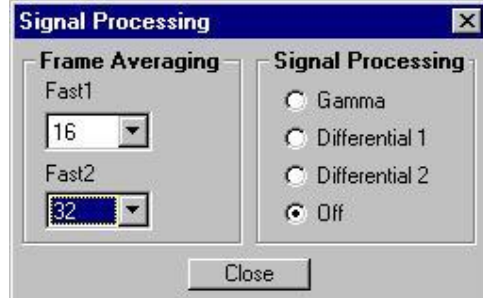 Signal Processing
Frame Averaging
Fast1
16
Fast2
32
Signal Processing
Gamma
Differential 1
Differential 2
Off
Close